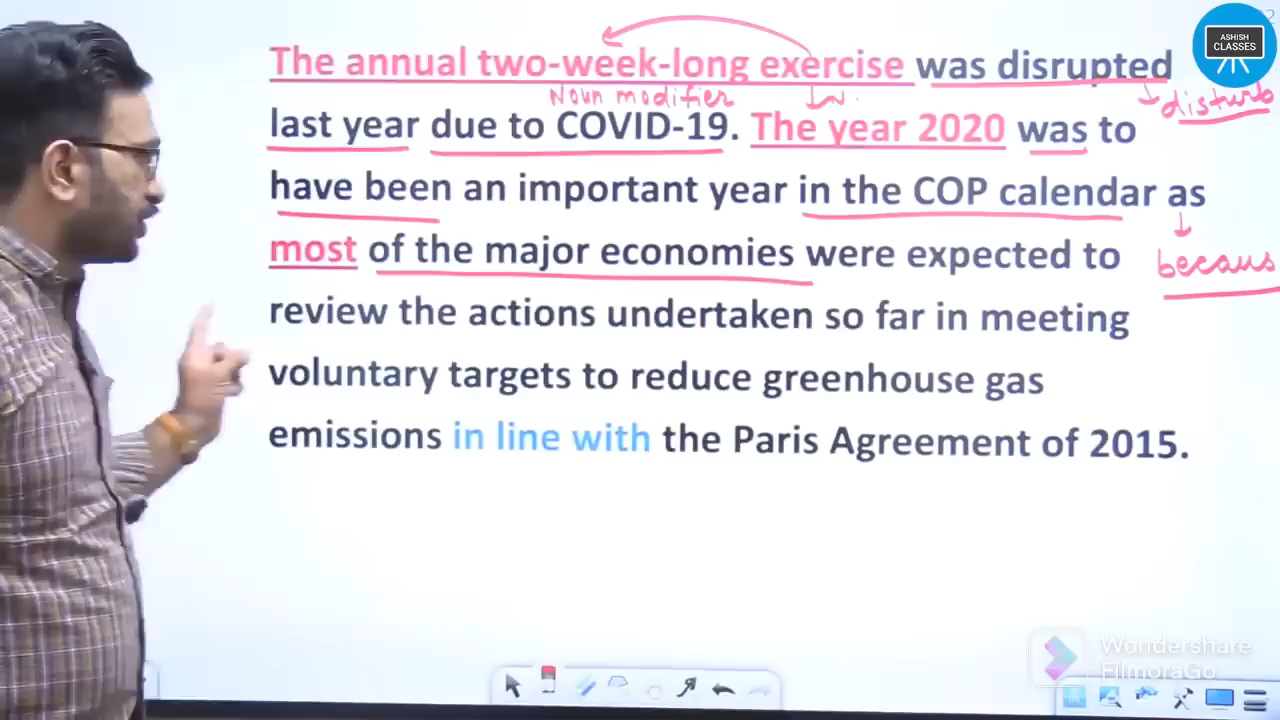 ASHISH
CLASSES
The annual two-week-long exercise was disrupted
Noun modifier
N.
disturb
last year due to COVID-19. The year 2020 was to
have been an important year in the COP calendar as
most of the major economies were expected to
becaus
review the actions undertaken so far in meeting
voluntary targets to reduce greenhouse gas
emissions in line with the Paris Agreement of 2015.
Wondershare
FilmoraGo